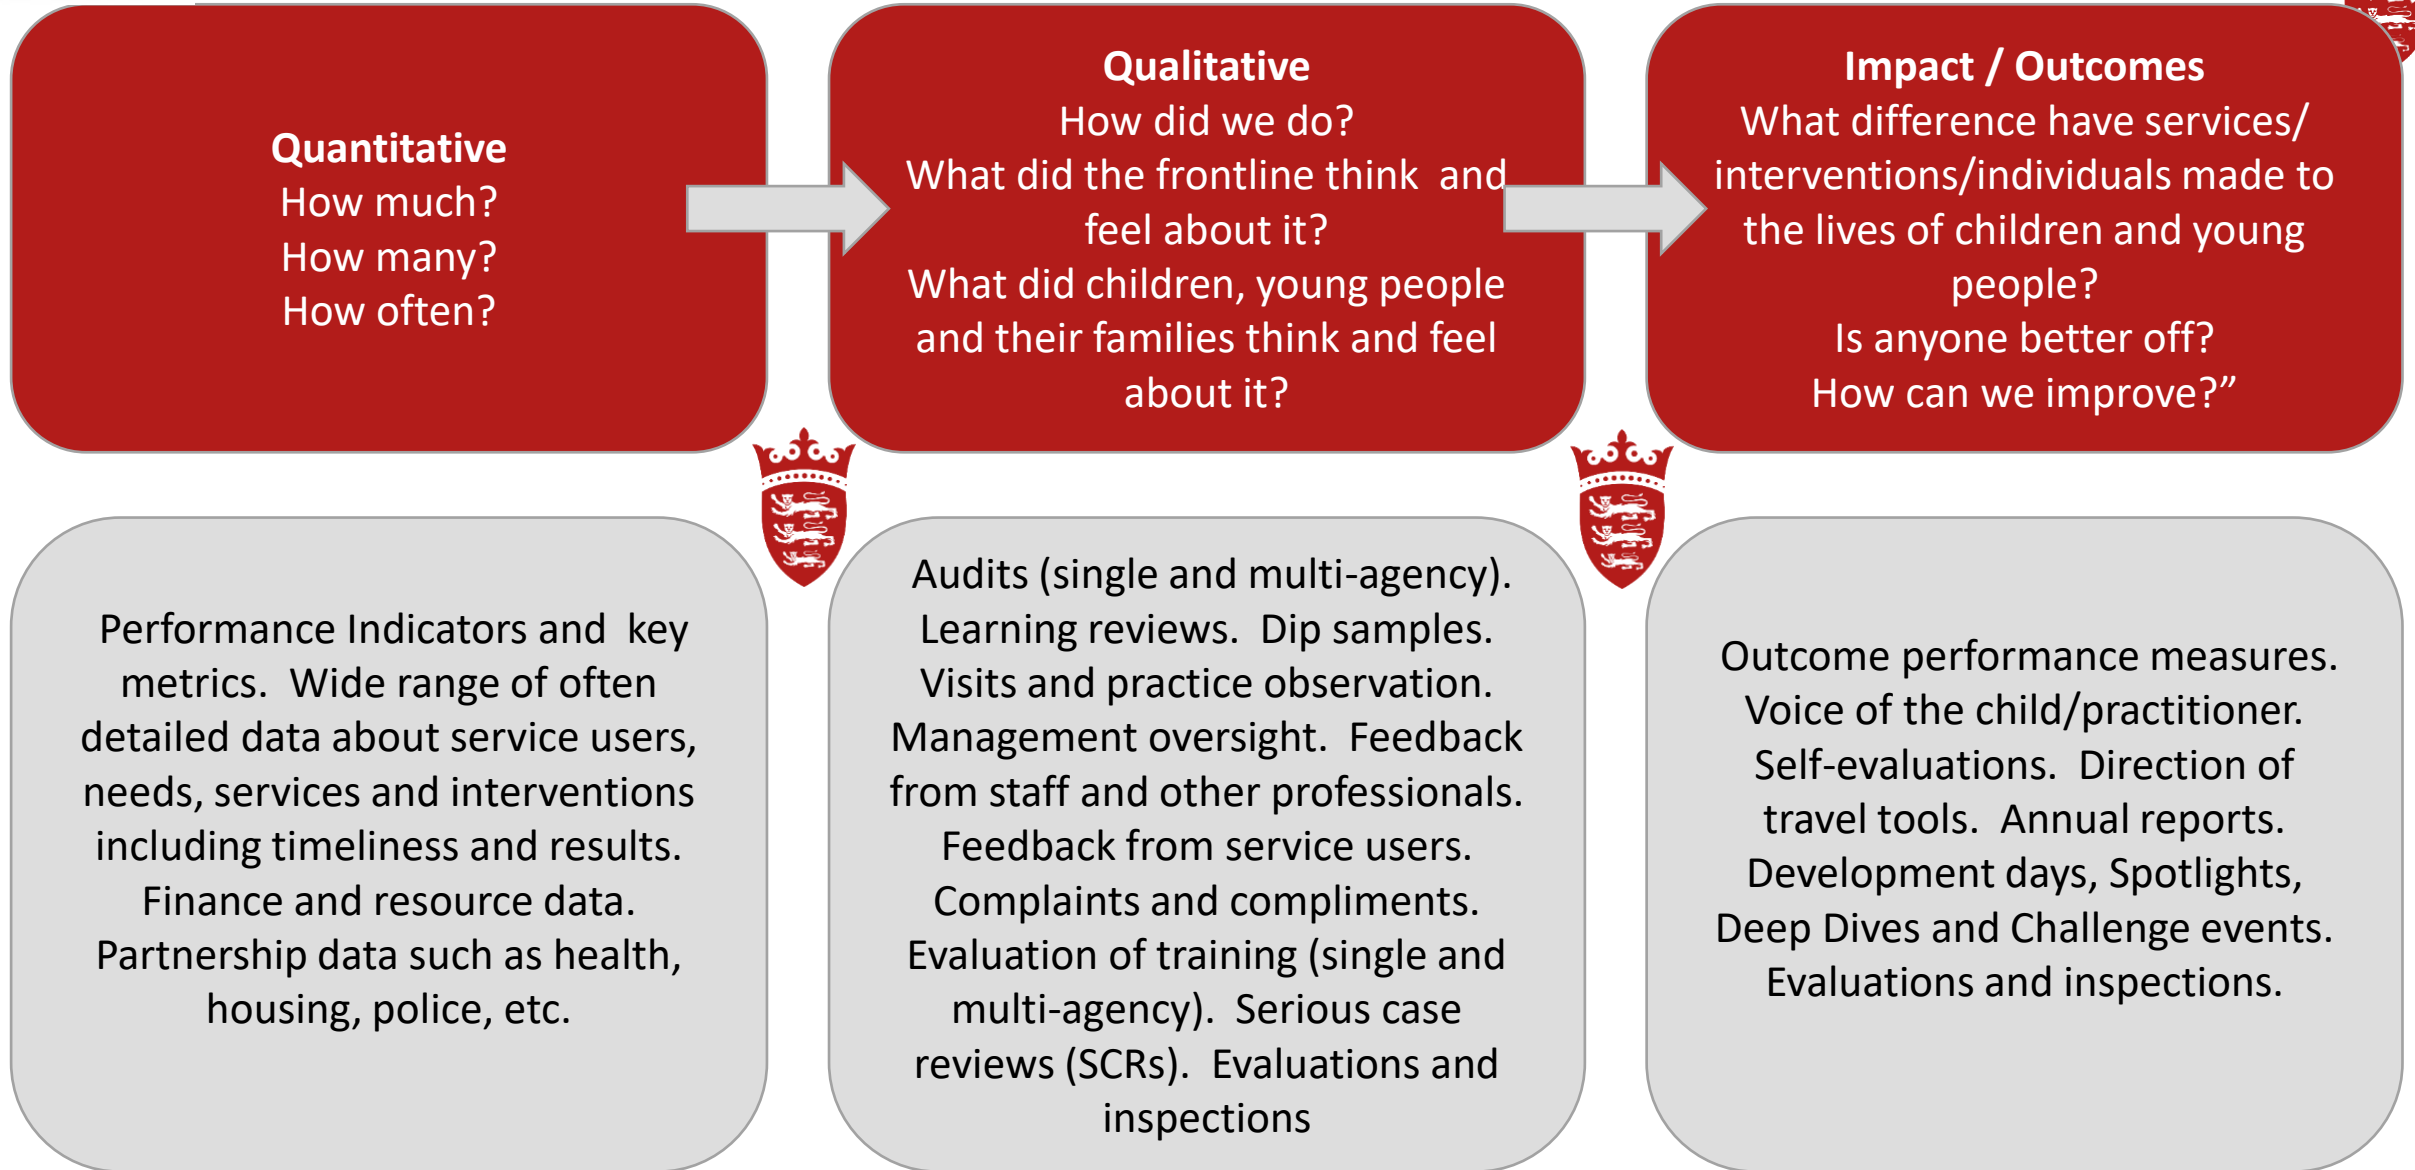 Quantitative
How much?
How many?
How often?
Qualitative
How did we do?
What did the frontline think  and
feel about it?
What did children, young people
and their families think and feel
about it?
Impact / Outcomes
What difference have services/
interventions/individuals made to
the lives of children and young
people?
Is anyone better off?
How can we improve?”
Performance Indicators and  key
metrics.  Wide range of often
detailed data about service users,
needs, services and interventions
including timeliness and results.
Finance and resource data.
Partnership data such as health,
housing, police, etc.
Audits (single and multi-agency).
Learning reviews.  Dip samples.
Visits and practice observation.
Management oversight.  Feedback
from staff and other professionals.
Feedback from service users.
Complaints and compliments.
Evaluation of training (single and
multi-agency).  Serious case
reviews (SCRs).  Evaluations and
inspections
Outcome performance measures.
Voice of the child/practitioner.
Self-evaluations.  Direction of
travel tools.  Annual reports.
Development days, Spotlights,
Deep Dives and Challenge events.
Evaluations and inspections.